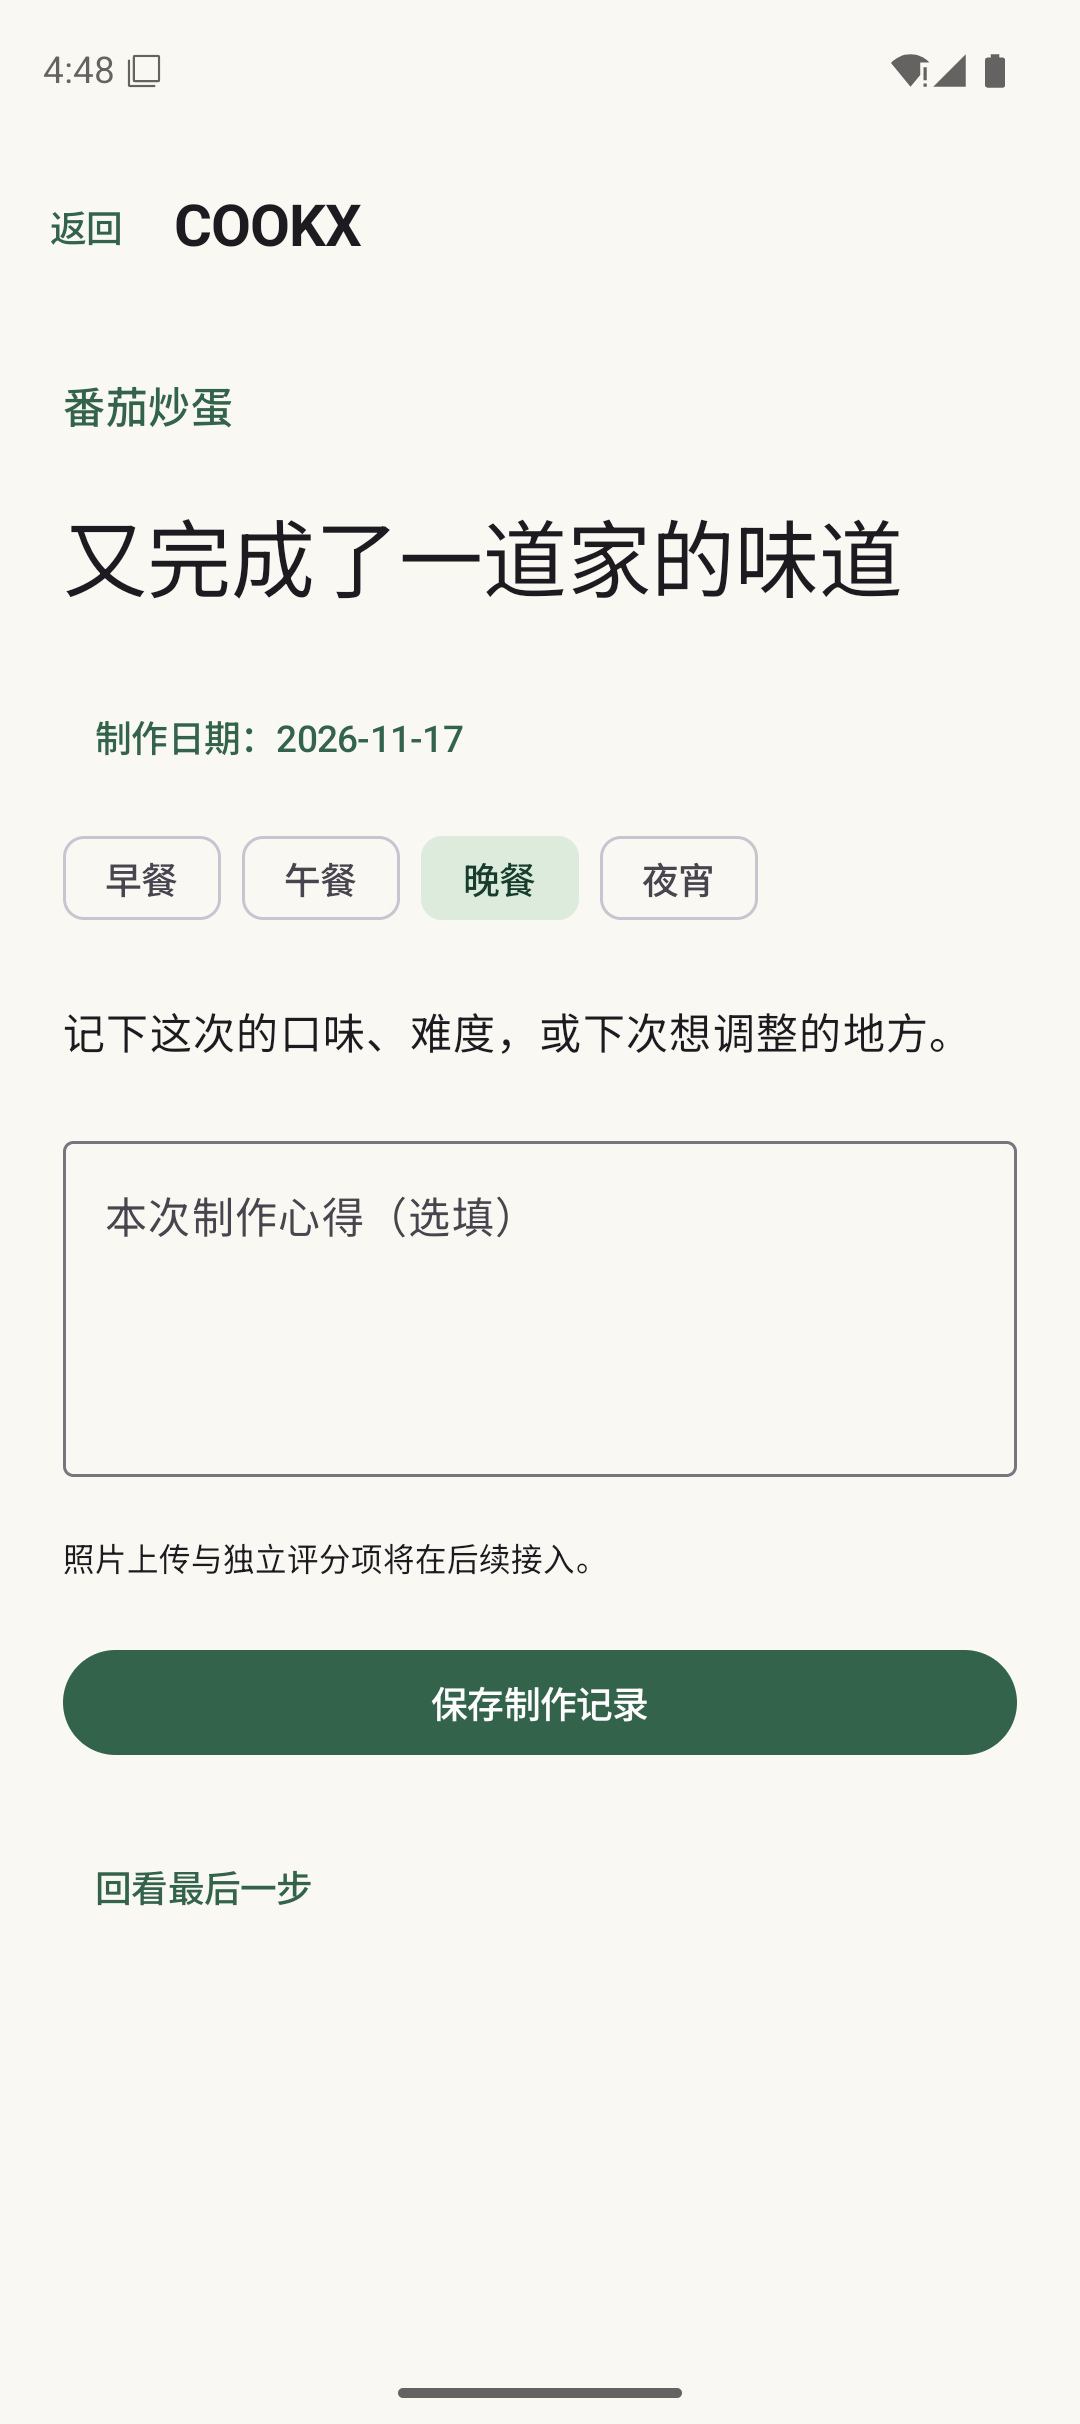 4:48
返回 COOKX
番茄炒蛋
又完成了一道家的味道
制作日期：2026-11-17
早餐 午餐 晚餐 夜宵
记下这次的口味、难度，或下次想调整的地方。
本次制作心得（选填）
照片上传与独立评分项将在后续接入。
保存制作记录
回看最后一步